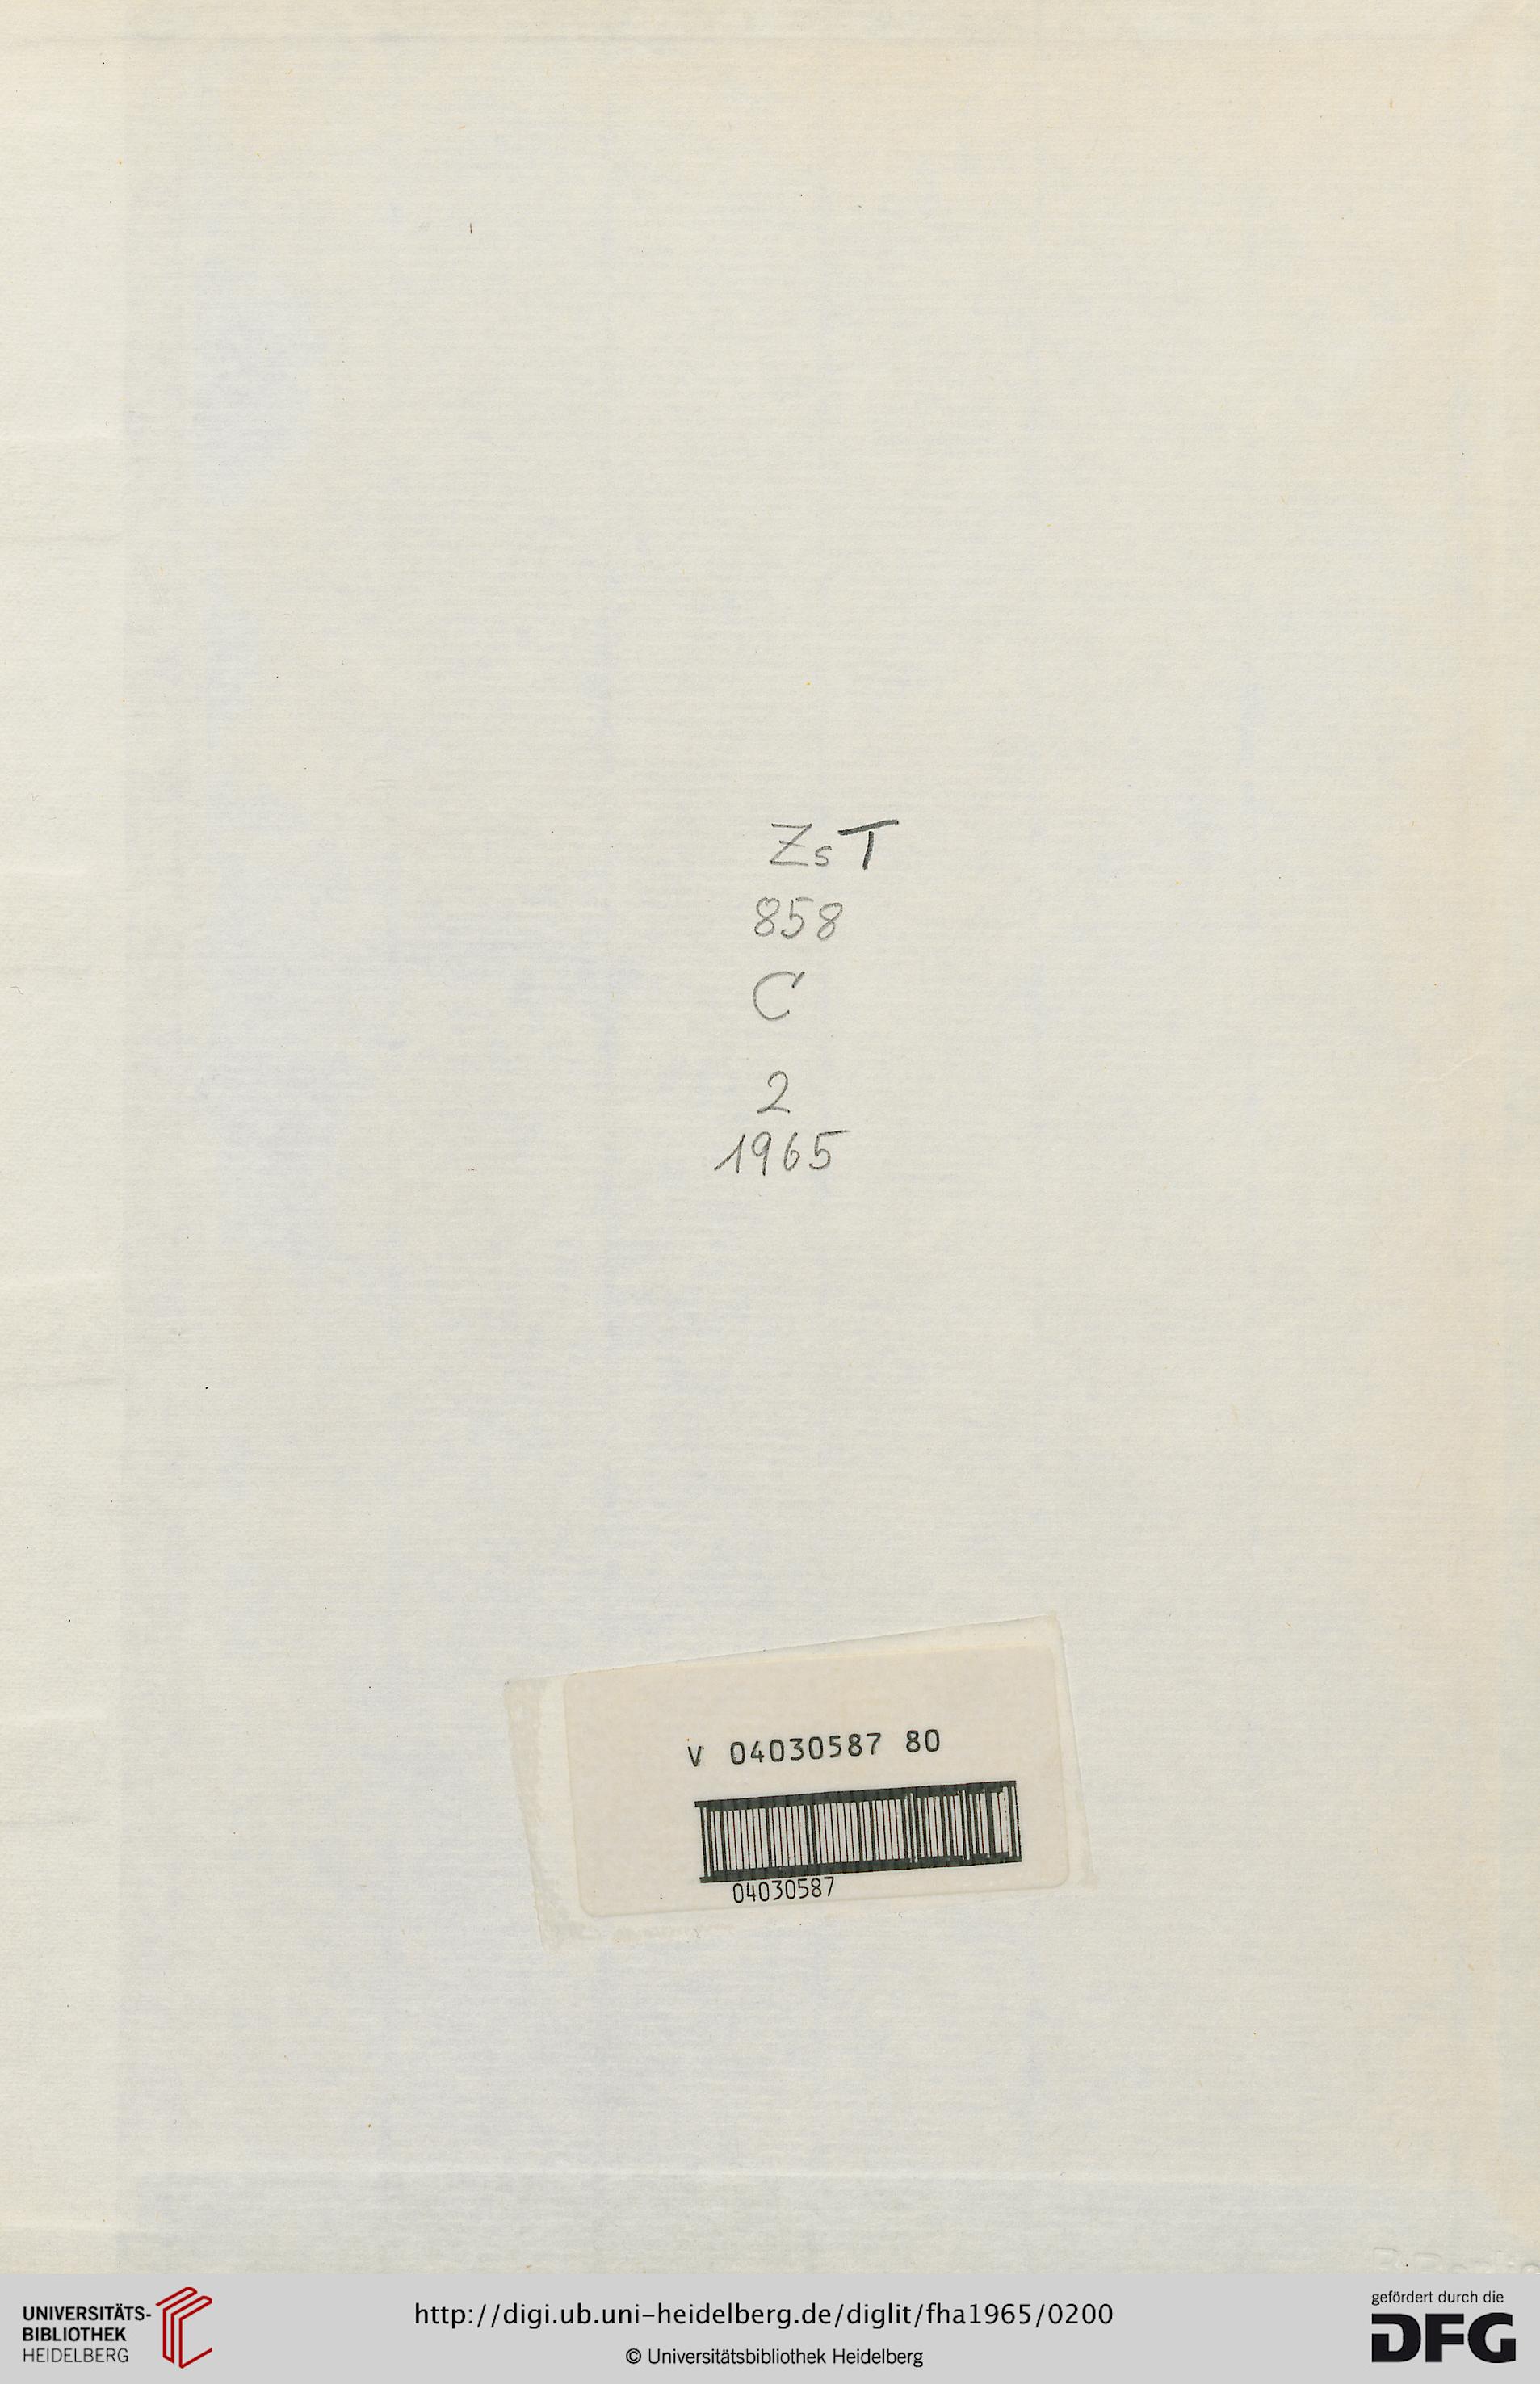 ZsT
858
C
2
1965
V 04030587 80
04030587
UNIVERSITÄTS-
BIBLIOTHEK
HEIDELBERG
http://digi.ub.uni-heidelberg.de/diglit/fha1965/0200
© Universitätsbibliothek Heidelberg
gefördert durch die
DFG